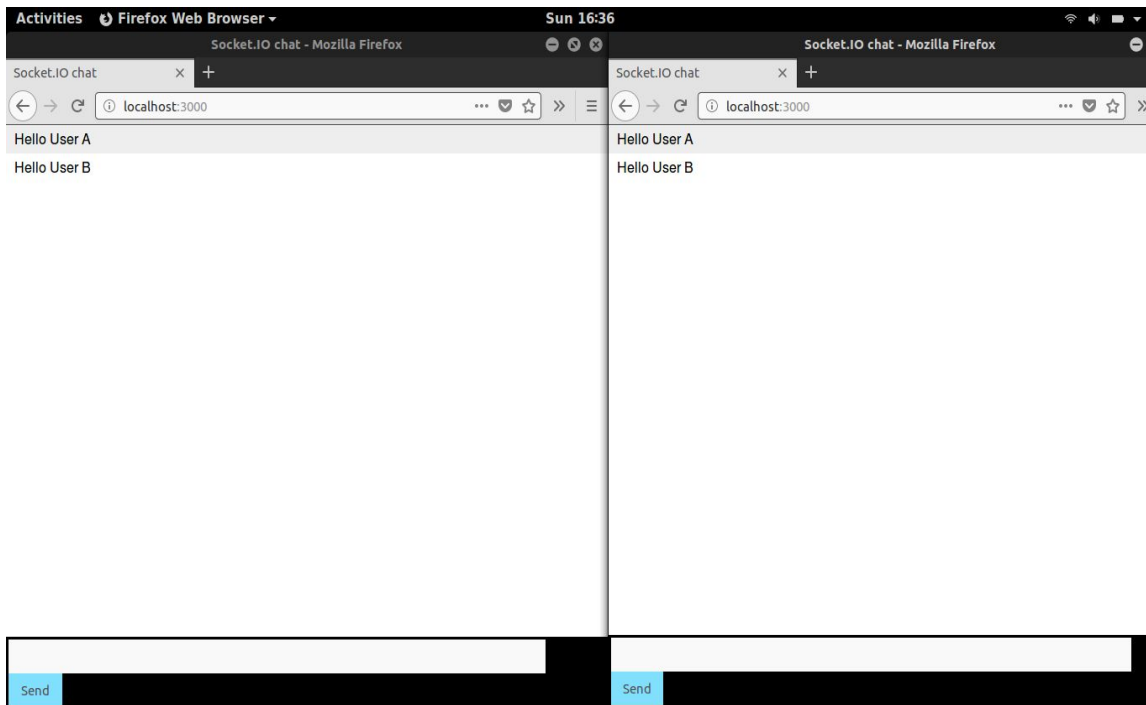 Activities Firefox Web Browser Sun 16:36
Socket.IO chat - Mozilla Firefox
Socket.IO chat
localhost:3000
Hello User A
Hello User B
Send
Socket.IO chat - Mozilla Firefox
Socket.IO chat
localhost:3000
Hello User A
Hello User B
Send